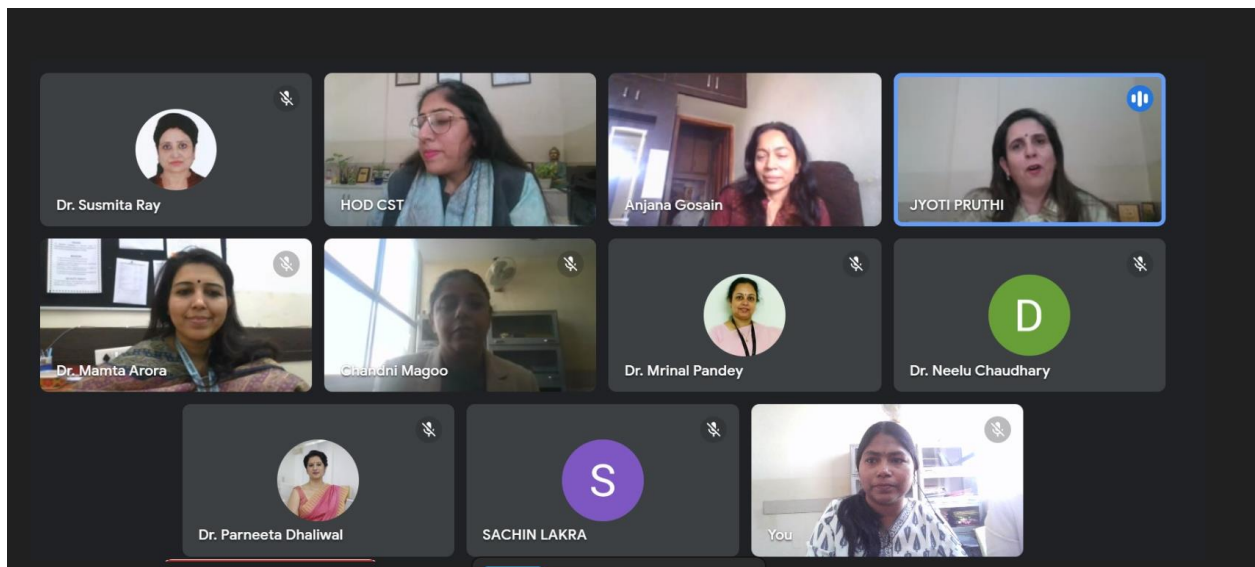 Dr. Susmita Ray
HOD CST
Anjana Gosain
JYOTI PRUTHI
Dr. Mamta Arora
Chandni Magoo
Dr. Mrinal Pandey
D
Dr. Neelu Chaudhary
Dr. Parneeta Dhaliwal
S
SACHIN LAKRA
You